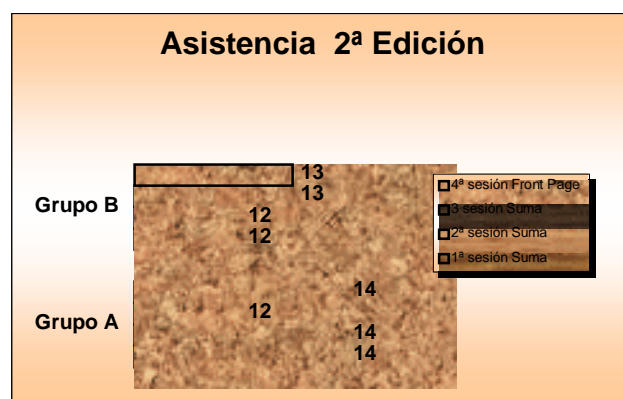 Asistencia 2ª Edición
13
13
Grupo B
12
12
14
12
Grupo A
14
14
4ª sesión Front Page
3 sesión Suma
2ª sesión Suma
1ª sesión Suma